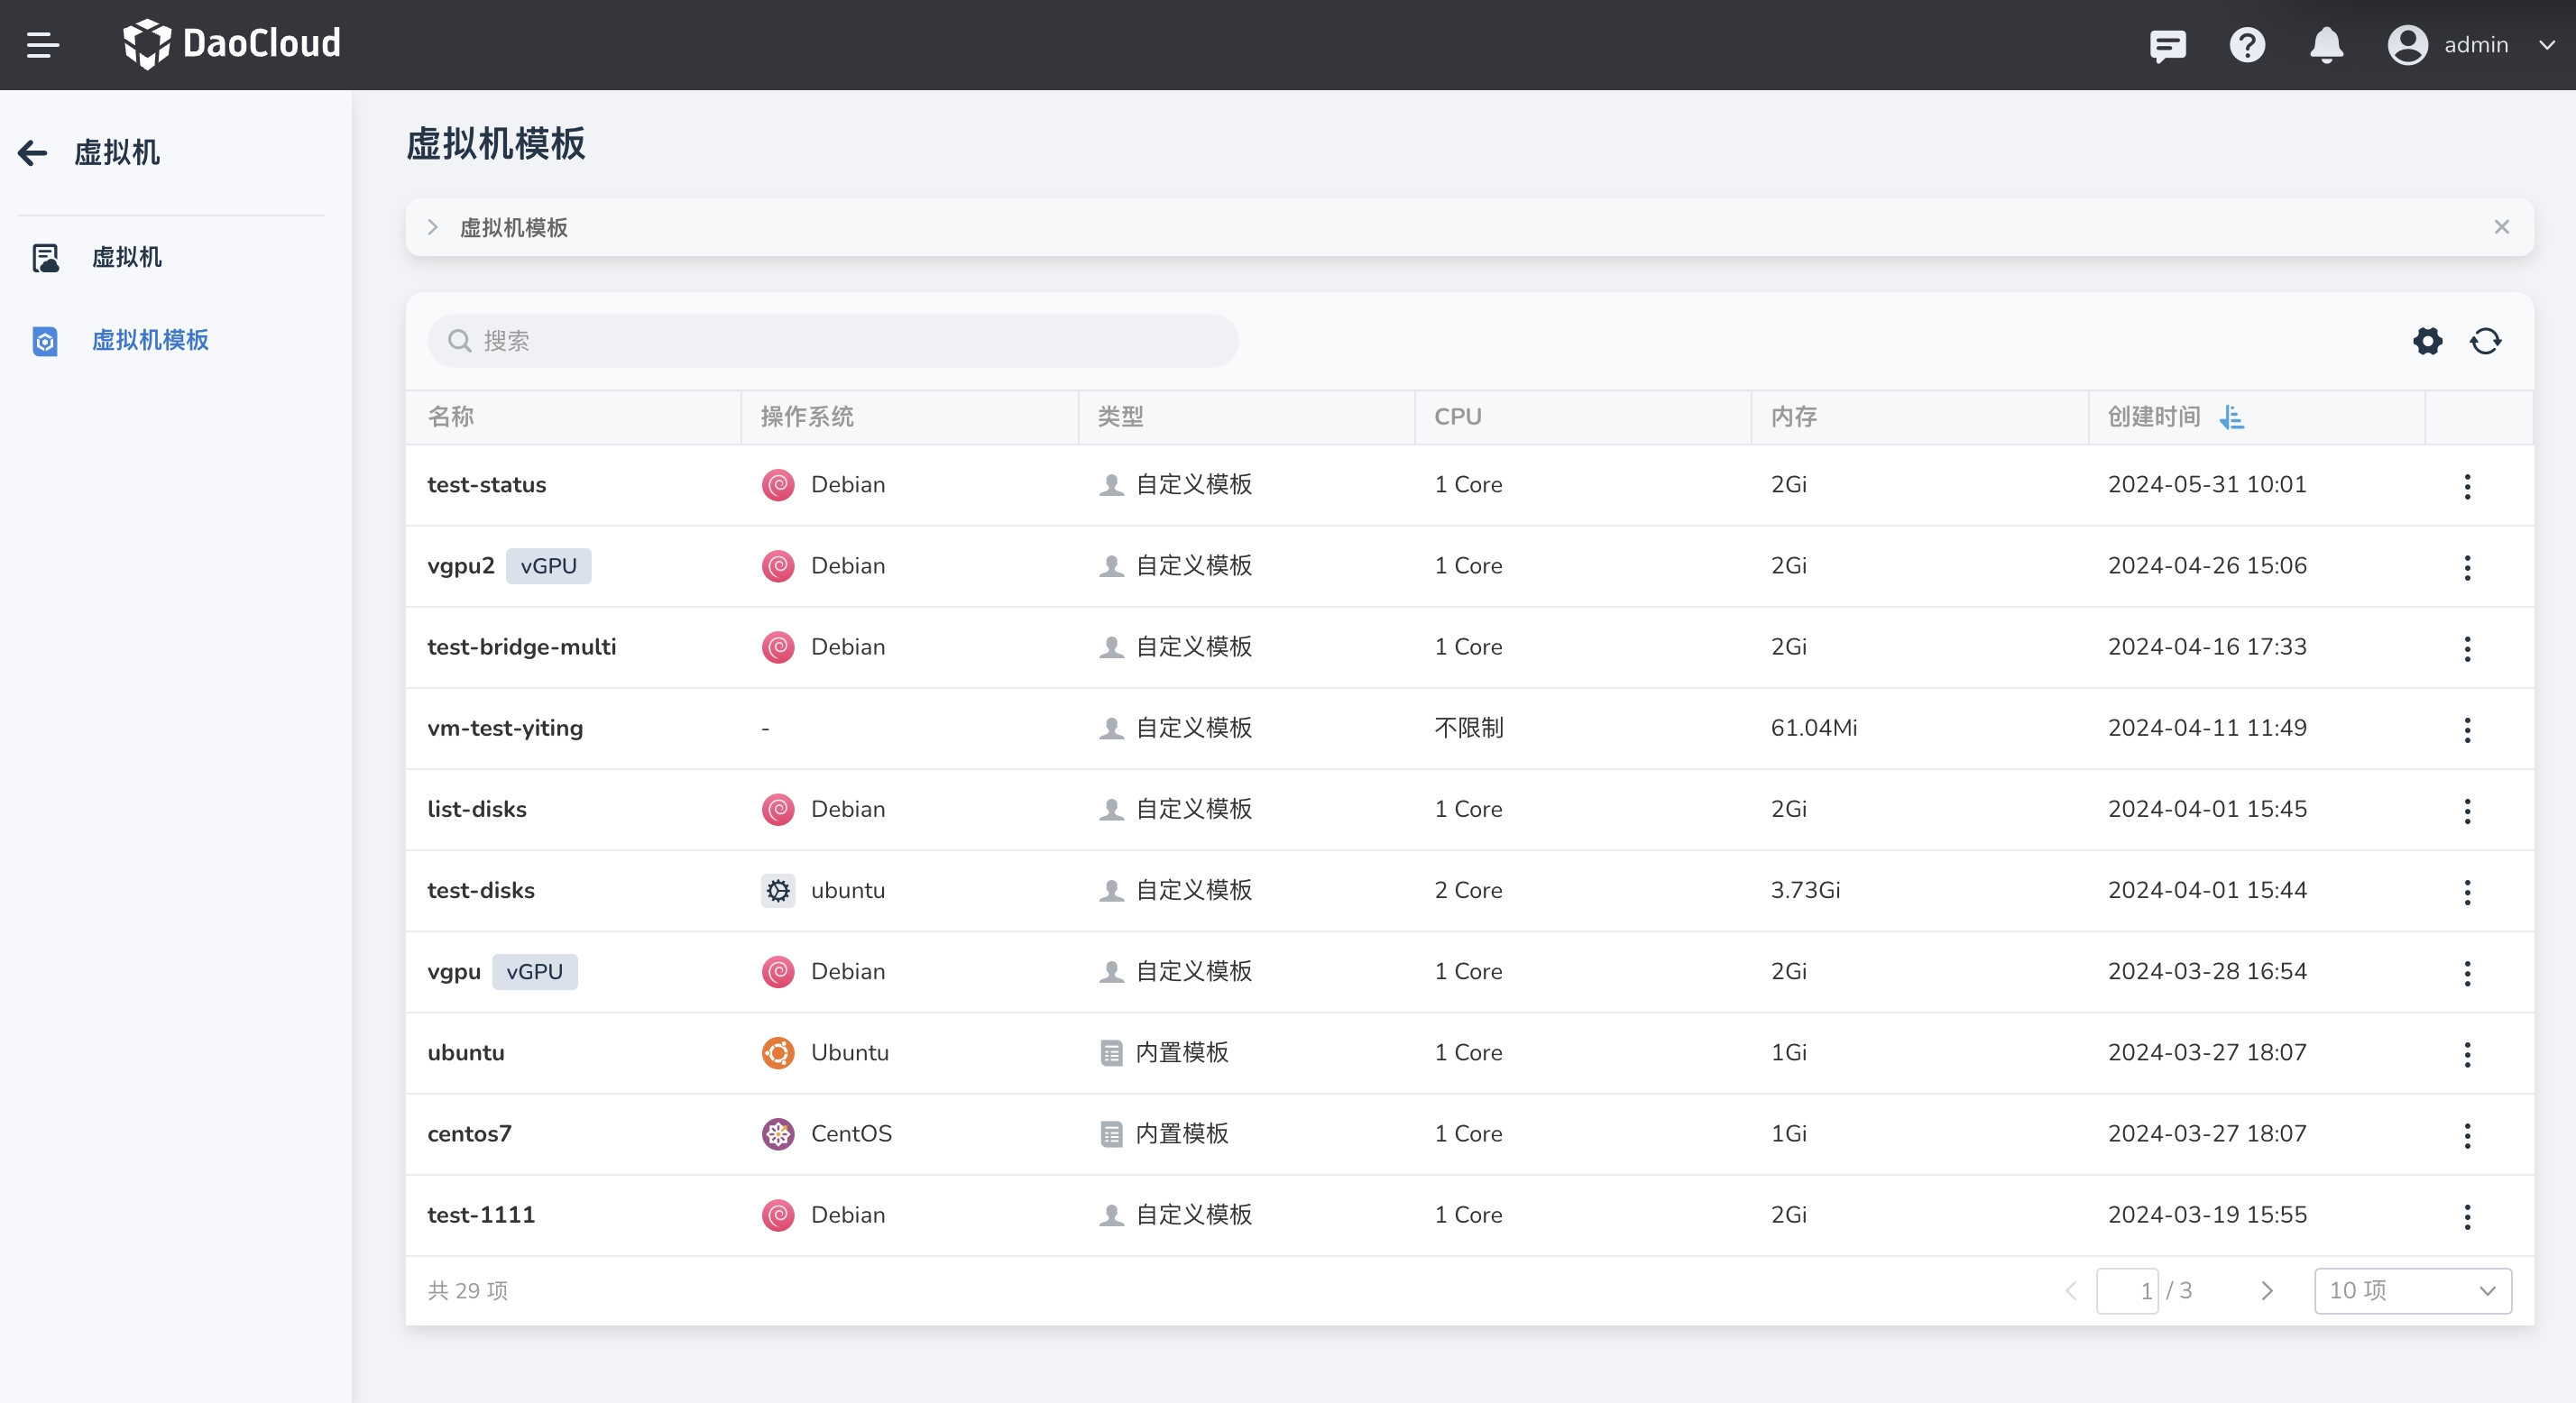 DaoCloud
admin
虚拟机
虚拟机
虚拟机模板
虚拟机模板
虚拟机模板
搜索
名称 操作系统 类型 CPU 内存 创建时间
test-status Debian 自定义模板 1 Core 2Gi 2024-05-31 10:01
vgpu2 vGPU Debian 自定义模板 1 Core 2Gi 2024-04-26 15:06
test-bridge-multi Debian 自定义模板 1 Core 2Gi 2024-04-16 17:33
vm-test-yiting - 自定义模板 不限制 61.04Mi 2024-04-11 11:49
list-disks Debian 自定义模板 1 Core 2Gi 2024-04-01 15:45
test-disks ubuntu 自定义模板 2 Core 3.73Gi 2024-04-01 15:44
vgpu vGPU Debian 自定义模板 1 Core 2Gi 2024-03-28 16:54
ubuntu Ubuntu 内置模板 1 Core 1Gi 2024-03-27 18:07
centos7 CentOS 内置模板 1 Core 1Gi 2024-03-27 18:07
test-1111 Debian 自定义模板 1 Core 2Gi 2024-03-19 15:55
共 29 项 1 / 3 10 项